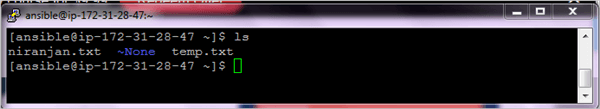 ansible@ip-172-31-28-47:~
[ansible@ip-172-31-28-47 ~]$ ls
niranjan.txt  ~None  temp.txt
[ansible@ip-172-31-28-47 ~]$